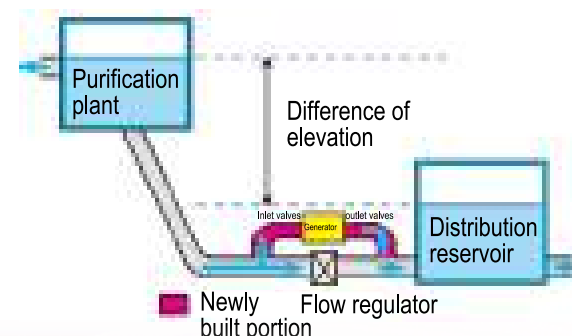 Purification
plant
Difference of
elevation
Inlet valves
Generator
outlet valves
Distribution
reservoir
Newly
built portion
Flow regulator